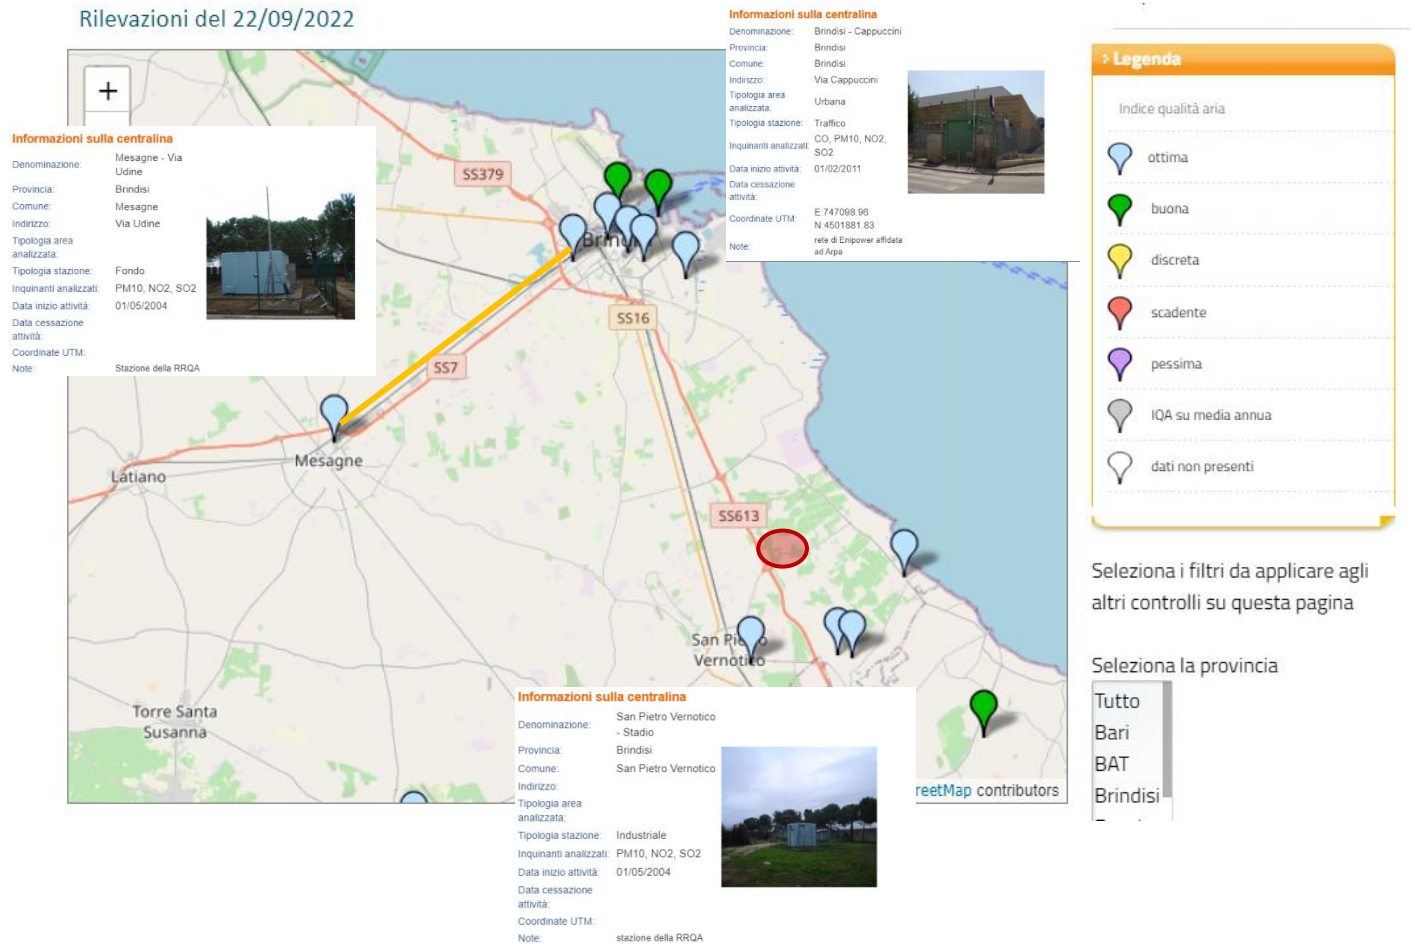 Rilevazioni del 22/09/2022
Informazioni sulla centralina
Denominazione: Brindisi - Cappuccini
Provincia: Brindisi
Comune: Brindisi
Indirizzo: Via Cappuccini
Tipologia area
analizzata: Urbana
Tipologia stazione: Traffico
Inquinanti analizzati: CO, PM10, NO2,
SO2
Data inizio attività: 01/02/2011
Data cessazione
attività:
Coordinate UTM: E:747098.96
N:4501881.83
Note: rete di Enipower affidata
ad Arpa
+
Informazioni sulla centralina
Denominazione: Mesagne - Via
Udine
Provincia: Brindisi
Comune: Mesagne
Indirizzo: Via Udine
Tipologia area
analizzata:
Tipologia stazione: Fondo
Inquinanti analizzati: PM10, NO2, SO2
Data inizio attività: 01/05/2004
Data cessazione
attività:
Coordinate UTM:
Note: Stazione della RRQA
SS379
SS16
SS7
Mesagne
Latiano
SS613
San Pietro
Vernotico
Torre Santa
Susanna
reetMap contributors
Informazioni sulla centralina
Denominazione: San Pietro Vernotico
- Stadio
Provincia: Brindisi
Comune: San Pietro Vernotico
Indirizzo:
Tipologia area
analizzata:
Tipologia stazione: Industriale
Inquinanti analizzati: PM10, NO2, SO2
Data inizio attività: 01/05/2004
Data cessazione
attività:
Coordinate UTM:
Note: stazione della RRQA
Legenda
Indice qualità aria
ottima
buona
discreta
scadente
pessima
IQA su media annua
dati non presenti
Seleziona i filtri da applicare agli
altri controlli su questa pagina
Seleziona la provincia
Tutto
Bari
BAT
Brindisi